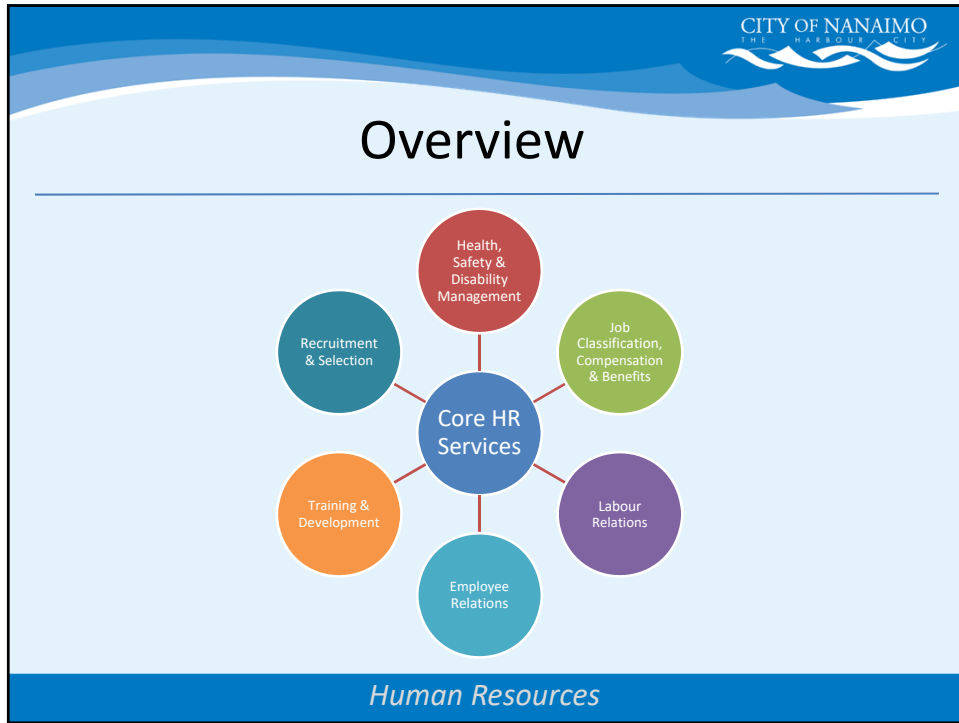 CITY OF NANAIMO
THE HARBOUR CITY
Overview
Health,
Safety &
Disability
Management
Job
Classification,
Compensation
& Benefits
Labour
Relations
Employee
Relations
Training &
Development
Recruitment
& Selection
Core HR
Services
Human Resources